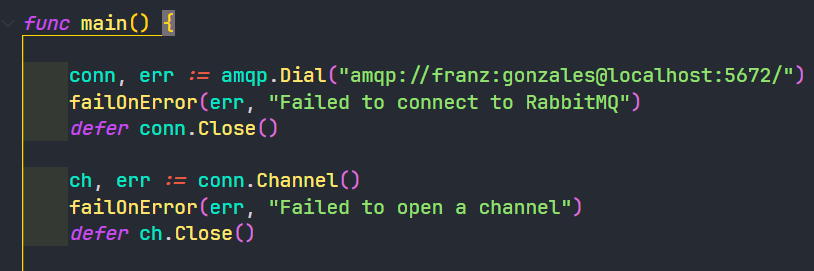 func main() {
conn, err := amqp.Dial("amqp://franz:gonzales@localhost:5672/")
failOnError(err, "Failed to connect to RabbitMQ")
defer conn.Close()
ch, err := conn.Channel()
failOnError(err, "Failed to open a channel")
defer ch.Close()